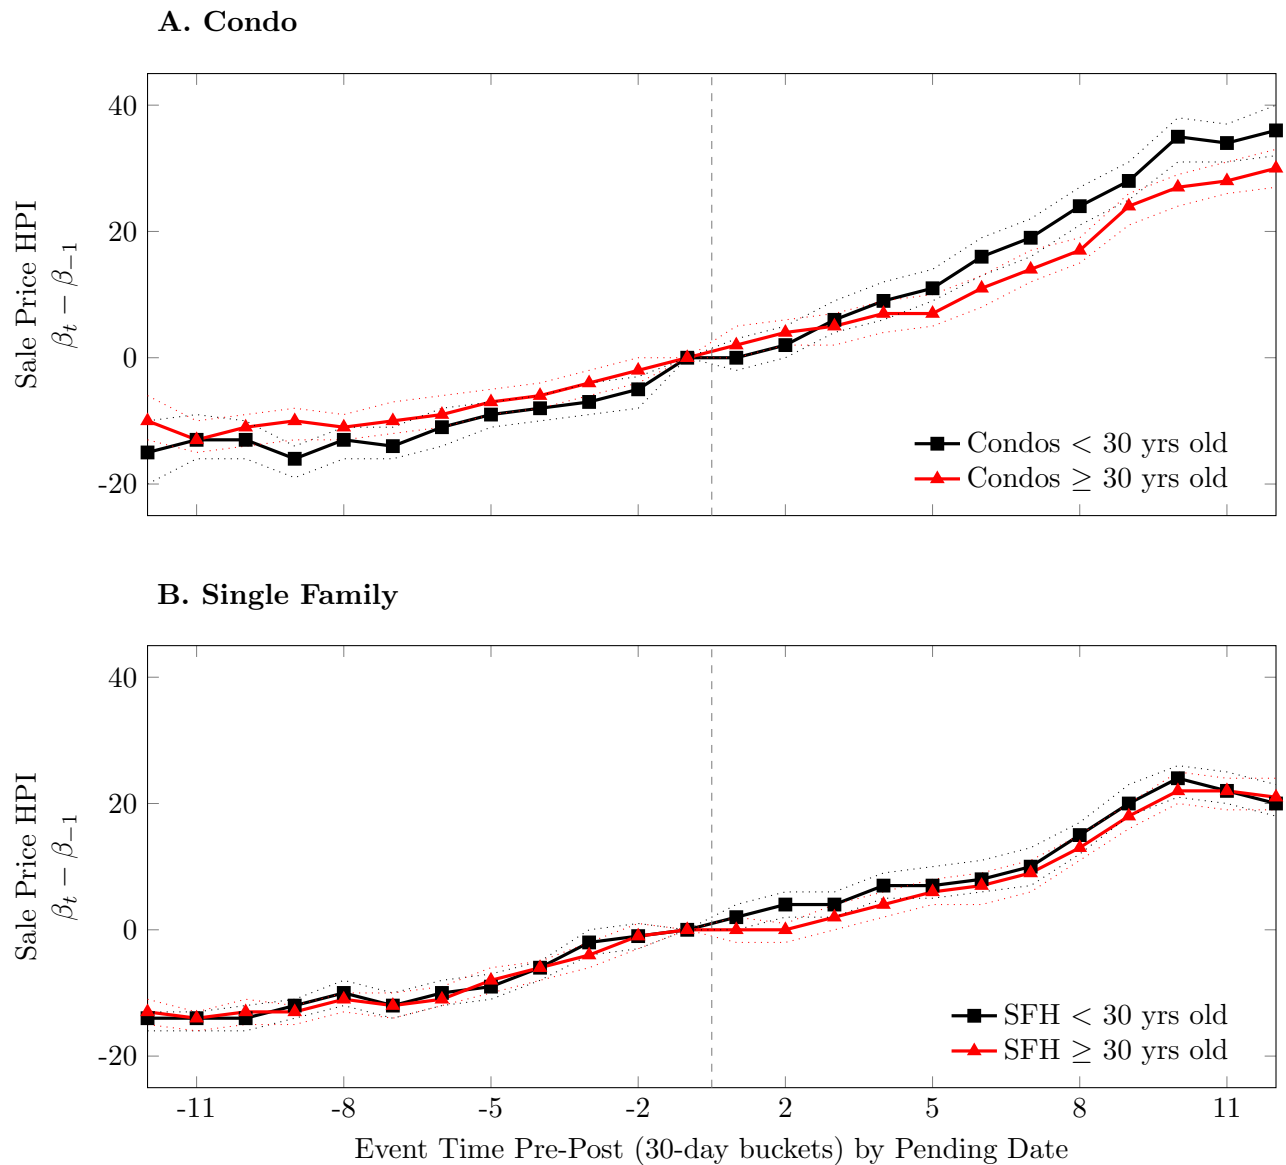 A. Condo
Sale Price HPI
βt − β−1
40
20
0
-20
Condos < 30 yrs old
Condos ≥ 30 yrs old
B. Single Family
Sale Price HPI
βt − β−1
40
20
0
-20
SFH < 30 yrs old
SFH ≥ 30 yrs old
-11 -8 -5 -2 2 5 8 11
Event Time Pre-Post (30-day buckets) by Pending Date